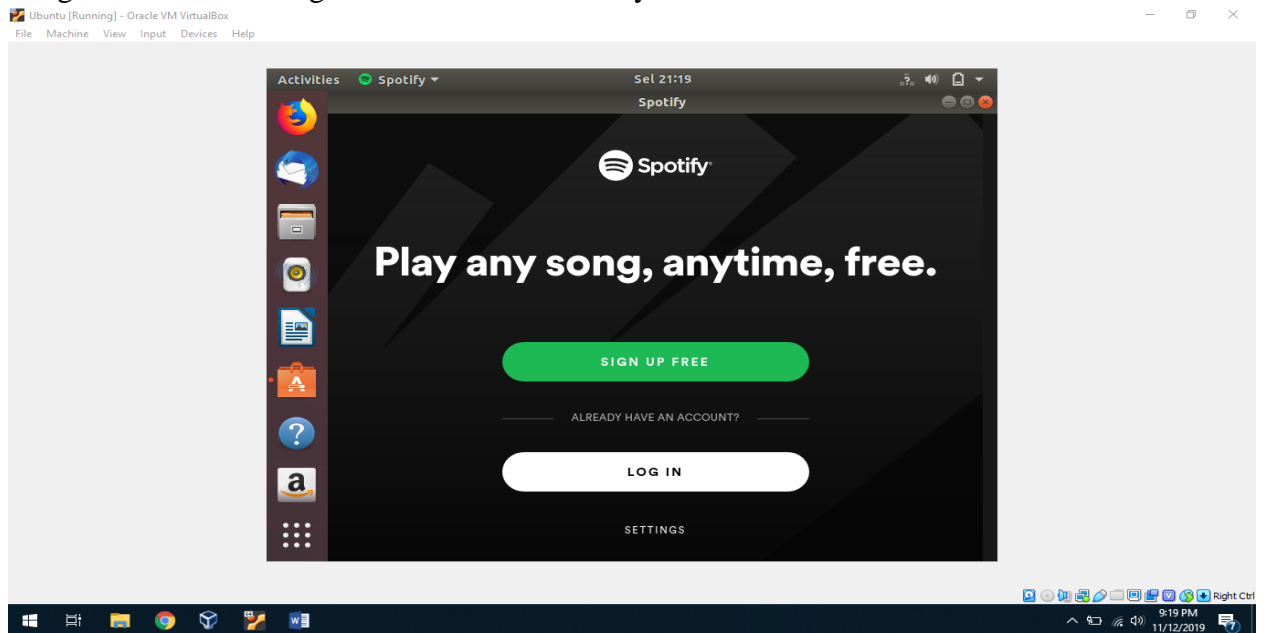 Ubuntu [Running] - Oracle VM VirtualBox
File Machine View Input Devices Help
Activities Spotify Sel 21:19
Spotify
Spotify
Play any song, anytime, free.
SIGN UP FREE
ALREADY HAVE AN ACCOUNT?
LOG IN
SETTINGS
Right Ctrl
9:19 PM
11/12/2019
7